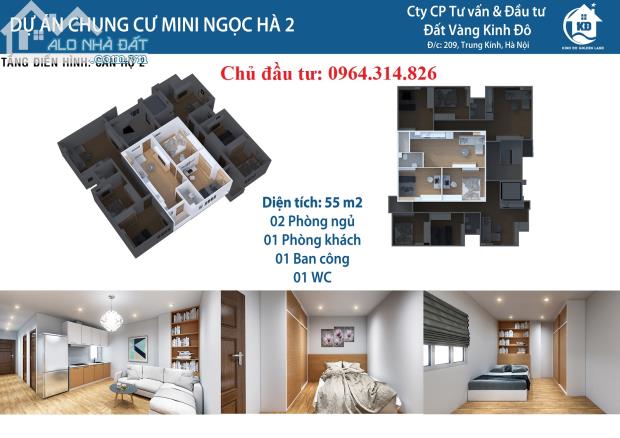 DỰ ÁN CHUNG CƯ MINI NGỌC HÀ 2
ALO NHÀ ĐẤT
.com.vn
TẦNG ĐIỂN HÌNH: CĂN HỘ 2
Cty CP Tư vấn & Đầu tư
Đất Vàng Kinh Đô
Đ/c: 209, Trung Kính, Hà Nội
KĐ
KINH DO GOLDEN LAND
Chủ đầu tư: 0964.314.826
Diện tích: 55 m2
02 Phòng ngủ
01 Phòng khách
01 Ban công
01 WC